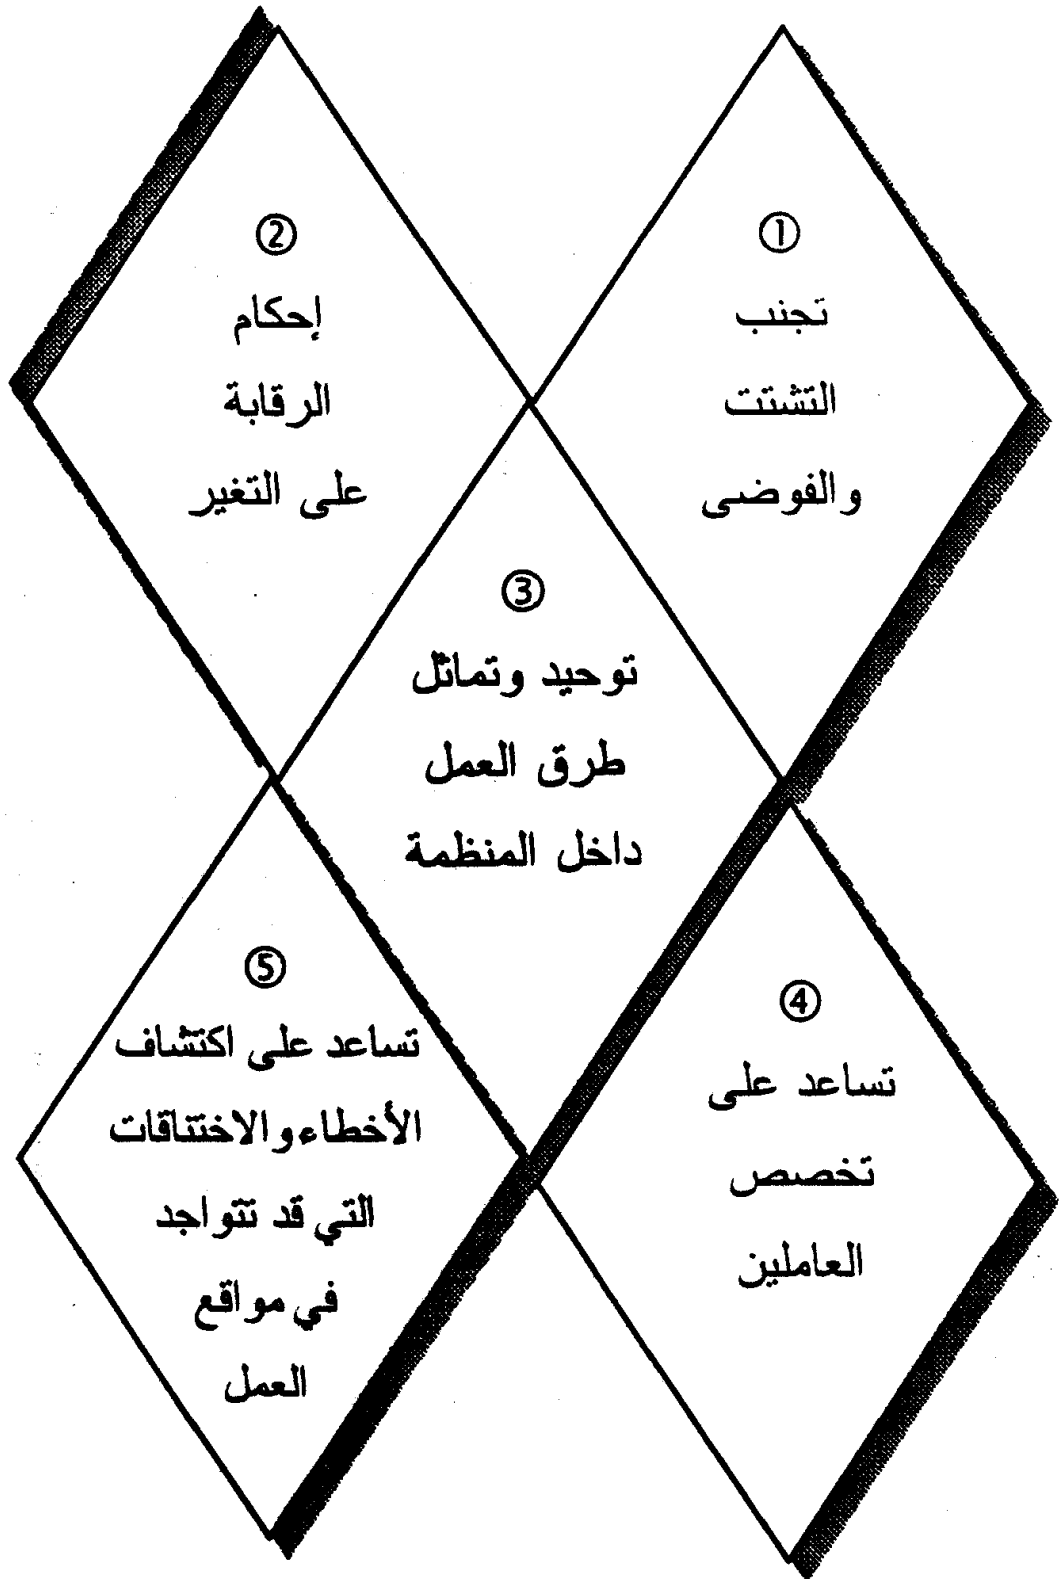 ①
تجنب
التشتت
والفوضى
②
إحكام
الرقابة
على التغير
③
توحيد وتماثل
طرق العمل
داخل المنظمة
④
تساعد على
تخصص
العاملين
⑤
تساعد على اكتشاف
الأخطاء والاختناقات
التي قد تتواجد
في مواقع
العمل